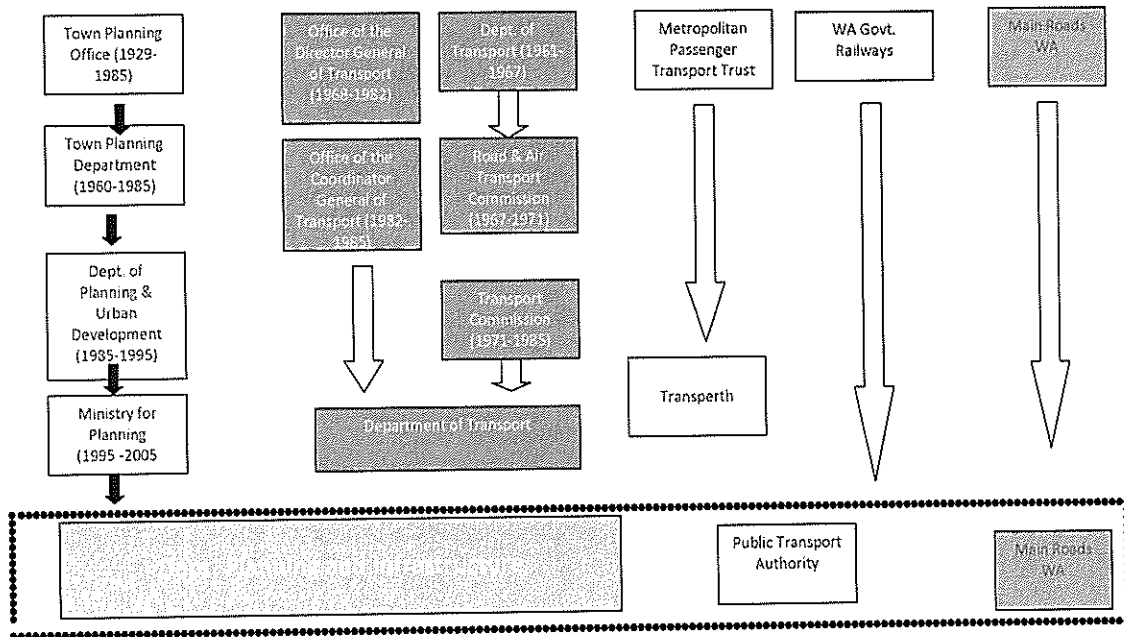 Town Planning
Office (1929-
1985)
Office of the
Director General
of Transport
(1968-1982)
Dept. of
Transport (1961-
1967)
Metropolitan
Passenger
Transport Trust
WA Govt.
Railways
Main Roads
WA
Town Planning
Department
(1960-1985)
Office of the
Coordinator
General of
Transport (1982-
1985)
Road & Air
Transport
Commission
(1967-1971)
Dept. of
Planning &
Urban
Development
(1985-1995)
Transport
Commission
(1971-1985)
Transperth
Ministry for
Planning
(1995 -2005
Department of Transport
Public Transport
Authority
Main Roads
WA